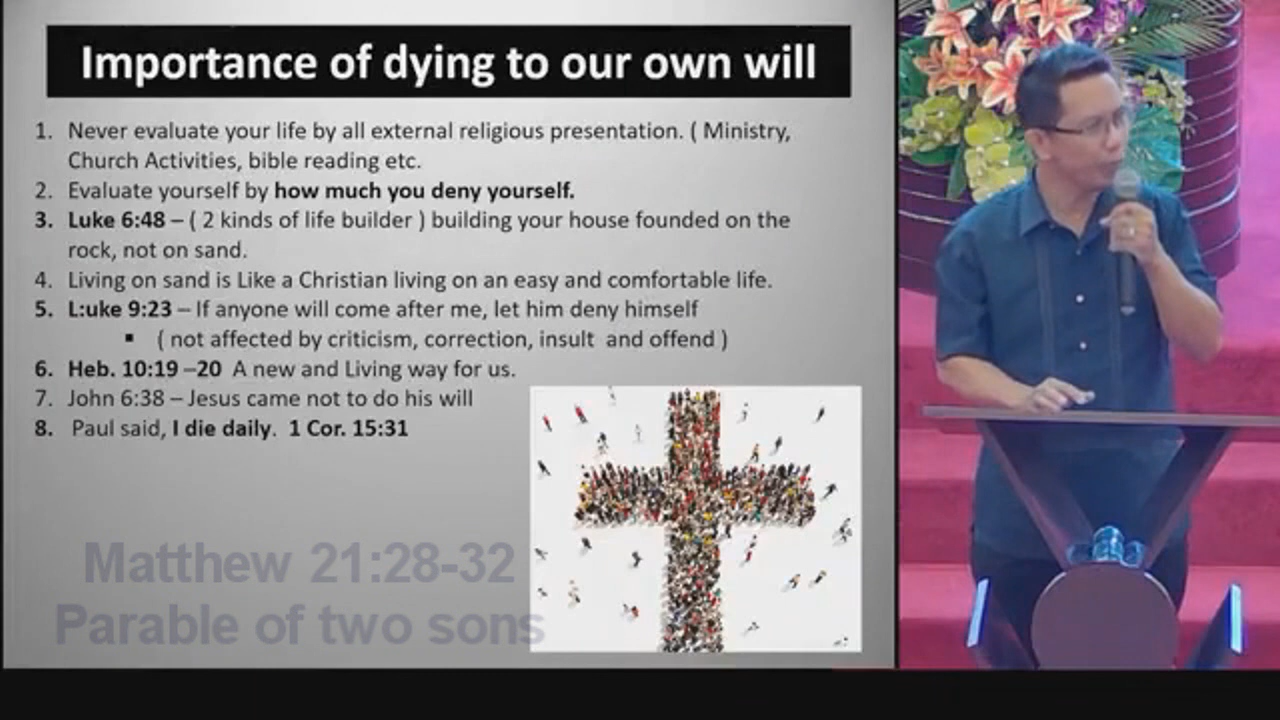 Importance of dying to our own will
1. Never evaluate your life by all external religious presentation. ( Ministry,
Church Activities, bible reading etc.
2. Evaluate yourself by how much you deny yourself.
3. Luke 6:48 – ( 2 kinds of life builder ) building your house founded on the
rock, not on sand.
4. Living on sand is Like a Christian living on an easy and comfortable life.
5. L:uke 9:23 – If anyone will come after me, let him deny himself
▪ ( not affected by criticism, correction, insult and offend )
6. Heb. 10:19 –20 A new and Living way for us.
7. John 6:38 – Jesus came not to do his will
8. Paul said, I die daily. 1 Cor. 15:31
Matthew 21:28-32
Parable of two sons